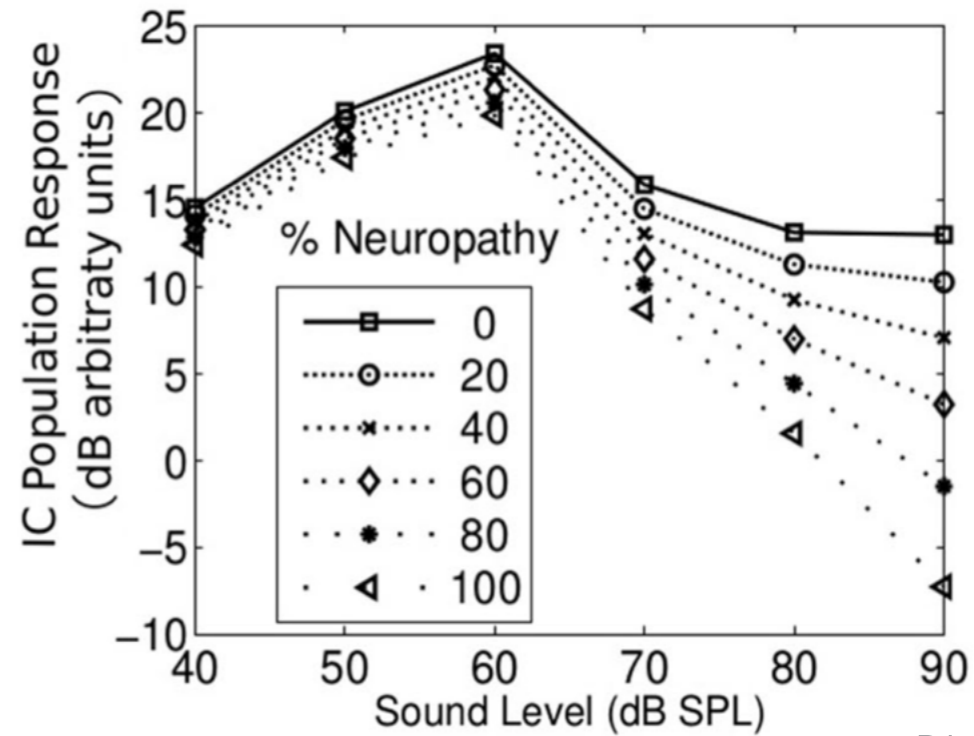 25
20
15
10
5
0
−5
−10
40 50 60 70 80 90
IC Population Response
(dB arbitraty units)
Sound Level (dB SPL)
% Neuropathy
0
20
40
60
80
100